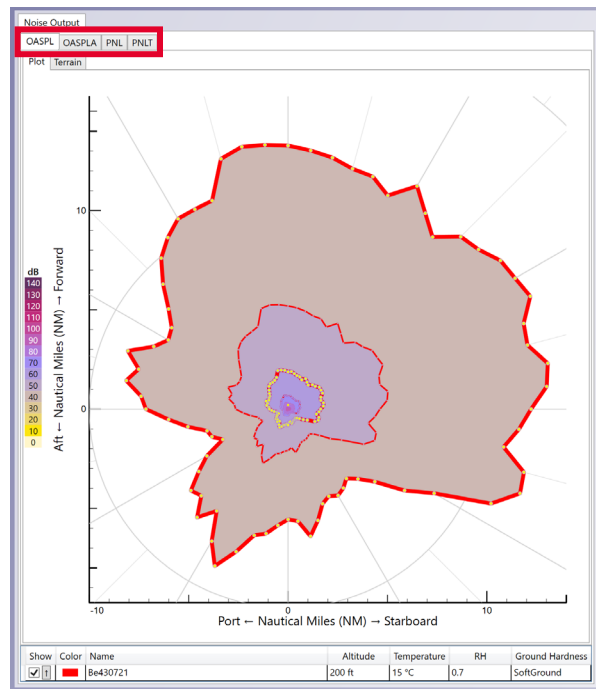 Noise Output
OASPL OASPLA PNL PNLT
Plot Terrain
10
0
Aft ← Nautical Miles (NM) → Forward
dB
140
130
120
110
100
90
80
70
60
50
40
30
20
10
0
-10 0 10
Port ← Nautical Miles (NM) → Starboard
Show Color Name Altitude Temperature RH Ground Hardness
↑ Be430721 200 ft 15 °C 0.7 SoftGround